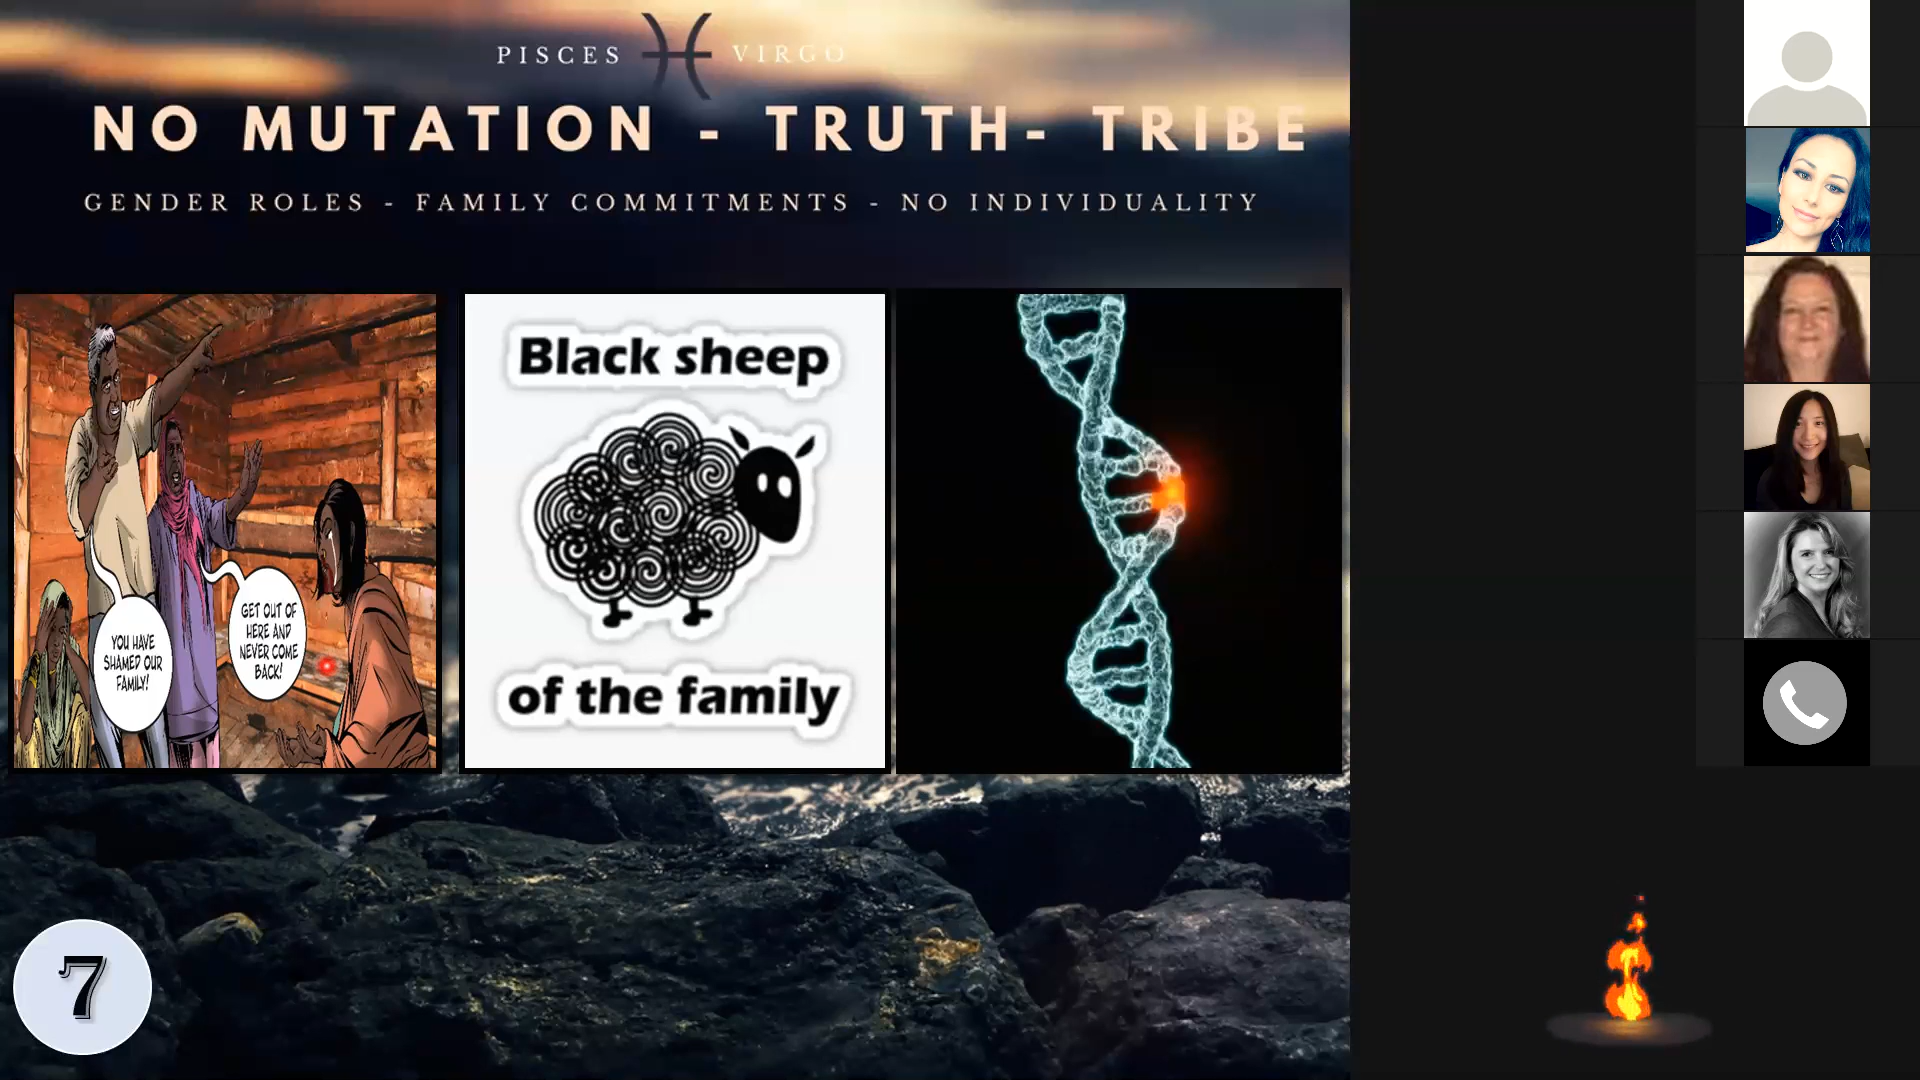 PISCES VIRGO
NO MUTATION - TRUTH- TRIBE
GENDER ROLES - FAMILY COMMITMENTS - NO INDIVIDUALITY
YOU HAVE
SHAMED OUR
FAMILY!
GET OUT OF
HERE AND
NEVER COME
BACK!
Black sheep
of the family
7